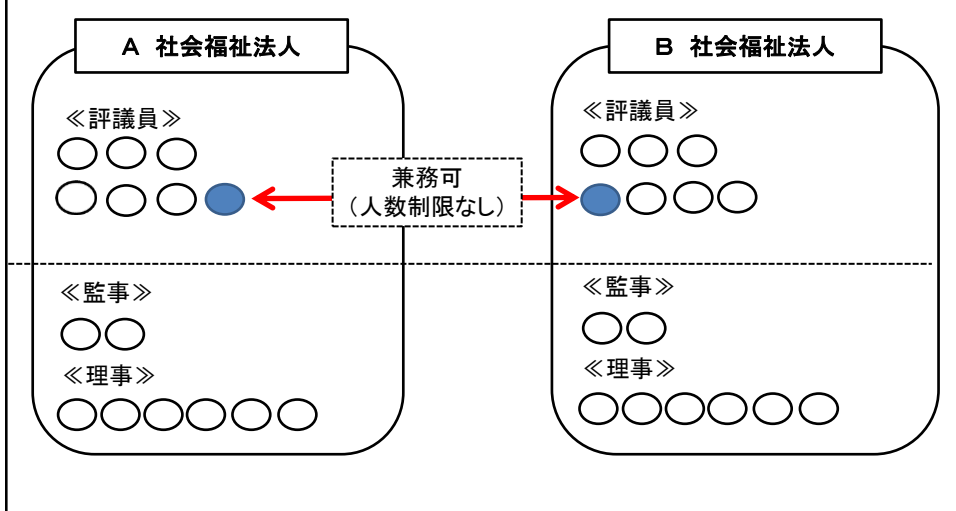 A 社会福祉法人
≪評議員≫
≪監事≫
≪理事≫
兼務可
（人数制限なし）
B 社会福祉法人
≪評議員≫
≪監事≫
≪理事≫